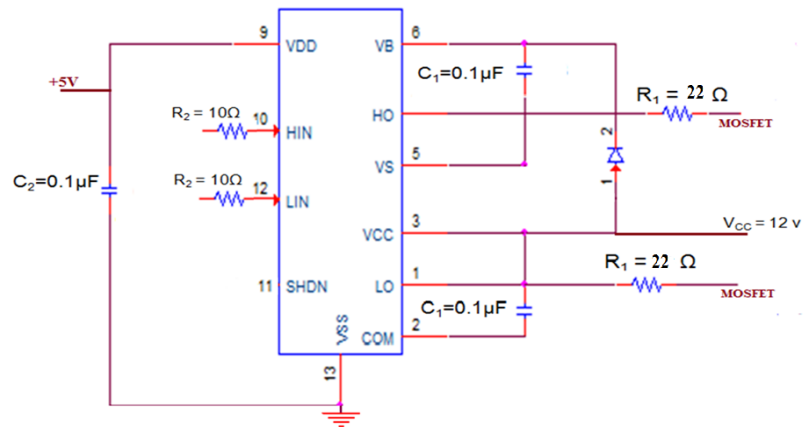 9
VDD
VB
6
+5V
C₁=0.1µF
R₁ = 22 Ω
MOSFET
R₂ = 10Ω
10
HIN
HO
2
VS
5
C₂=0.1µF
R₂ = 10Ω
12
LIN
1
VCC
3
V_CC = 12 v
R₁ = 22 Ω
11
SHDN
LO
1
MOSFET
C₁=0.1µF
VSS
COM
2
13